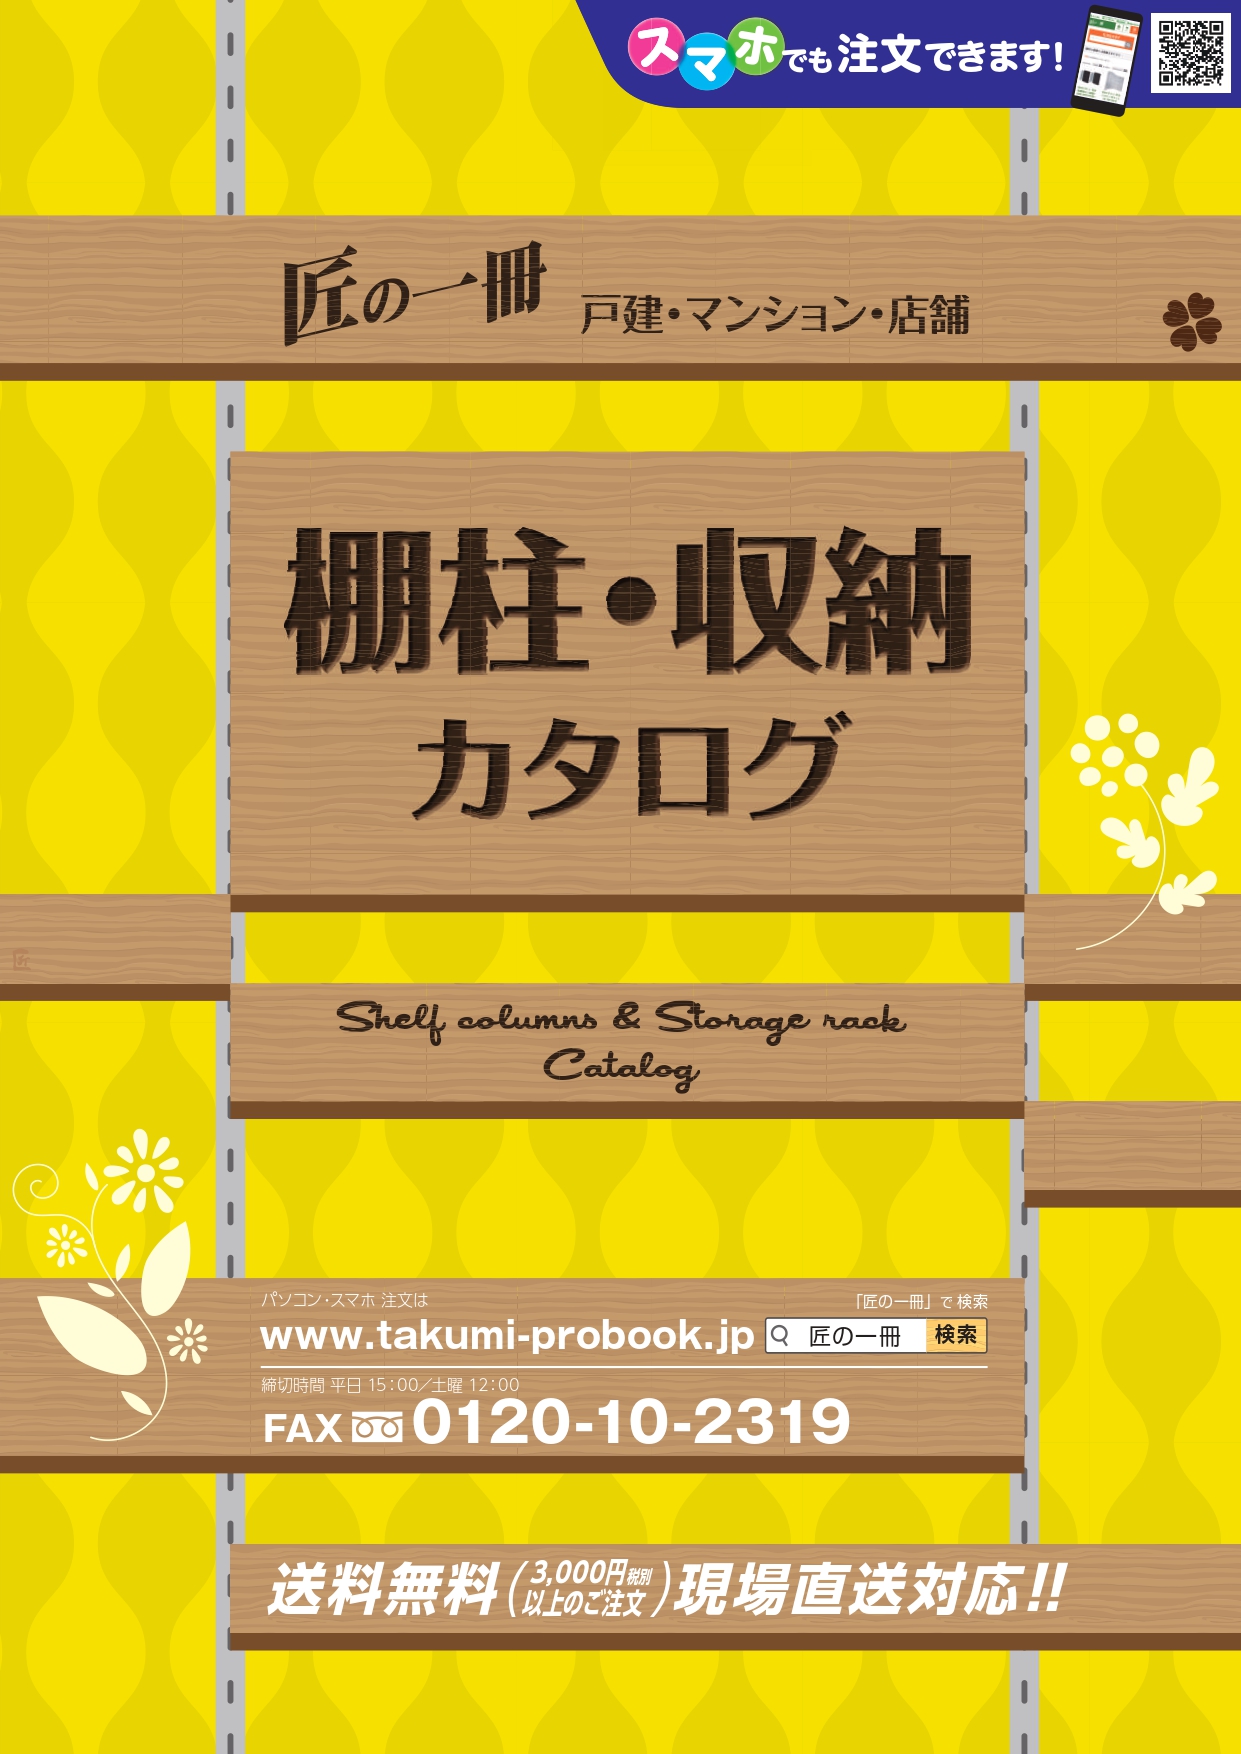 スマホでも注文できます!
匠の一冊 戸建・マンション・店舗
棚柱・収納
カタログ
Shelf columns & Storage rack
Catalog
パソコン・スマホ 注文は
「匠の一冊」で検索
www.takumi-probook.jp
匠の一冊 検索
締切時間 平日 15:00/土曜 12:00
FAX 0120-10-2319
送料無料(3,000円税別以上のご注文)現場直送対応!!
匠